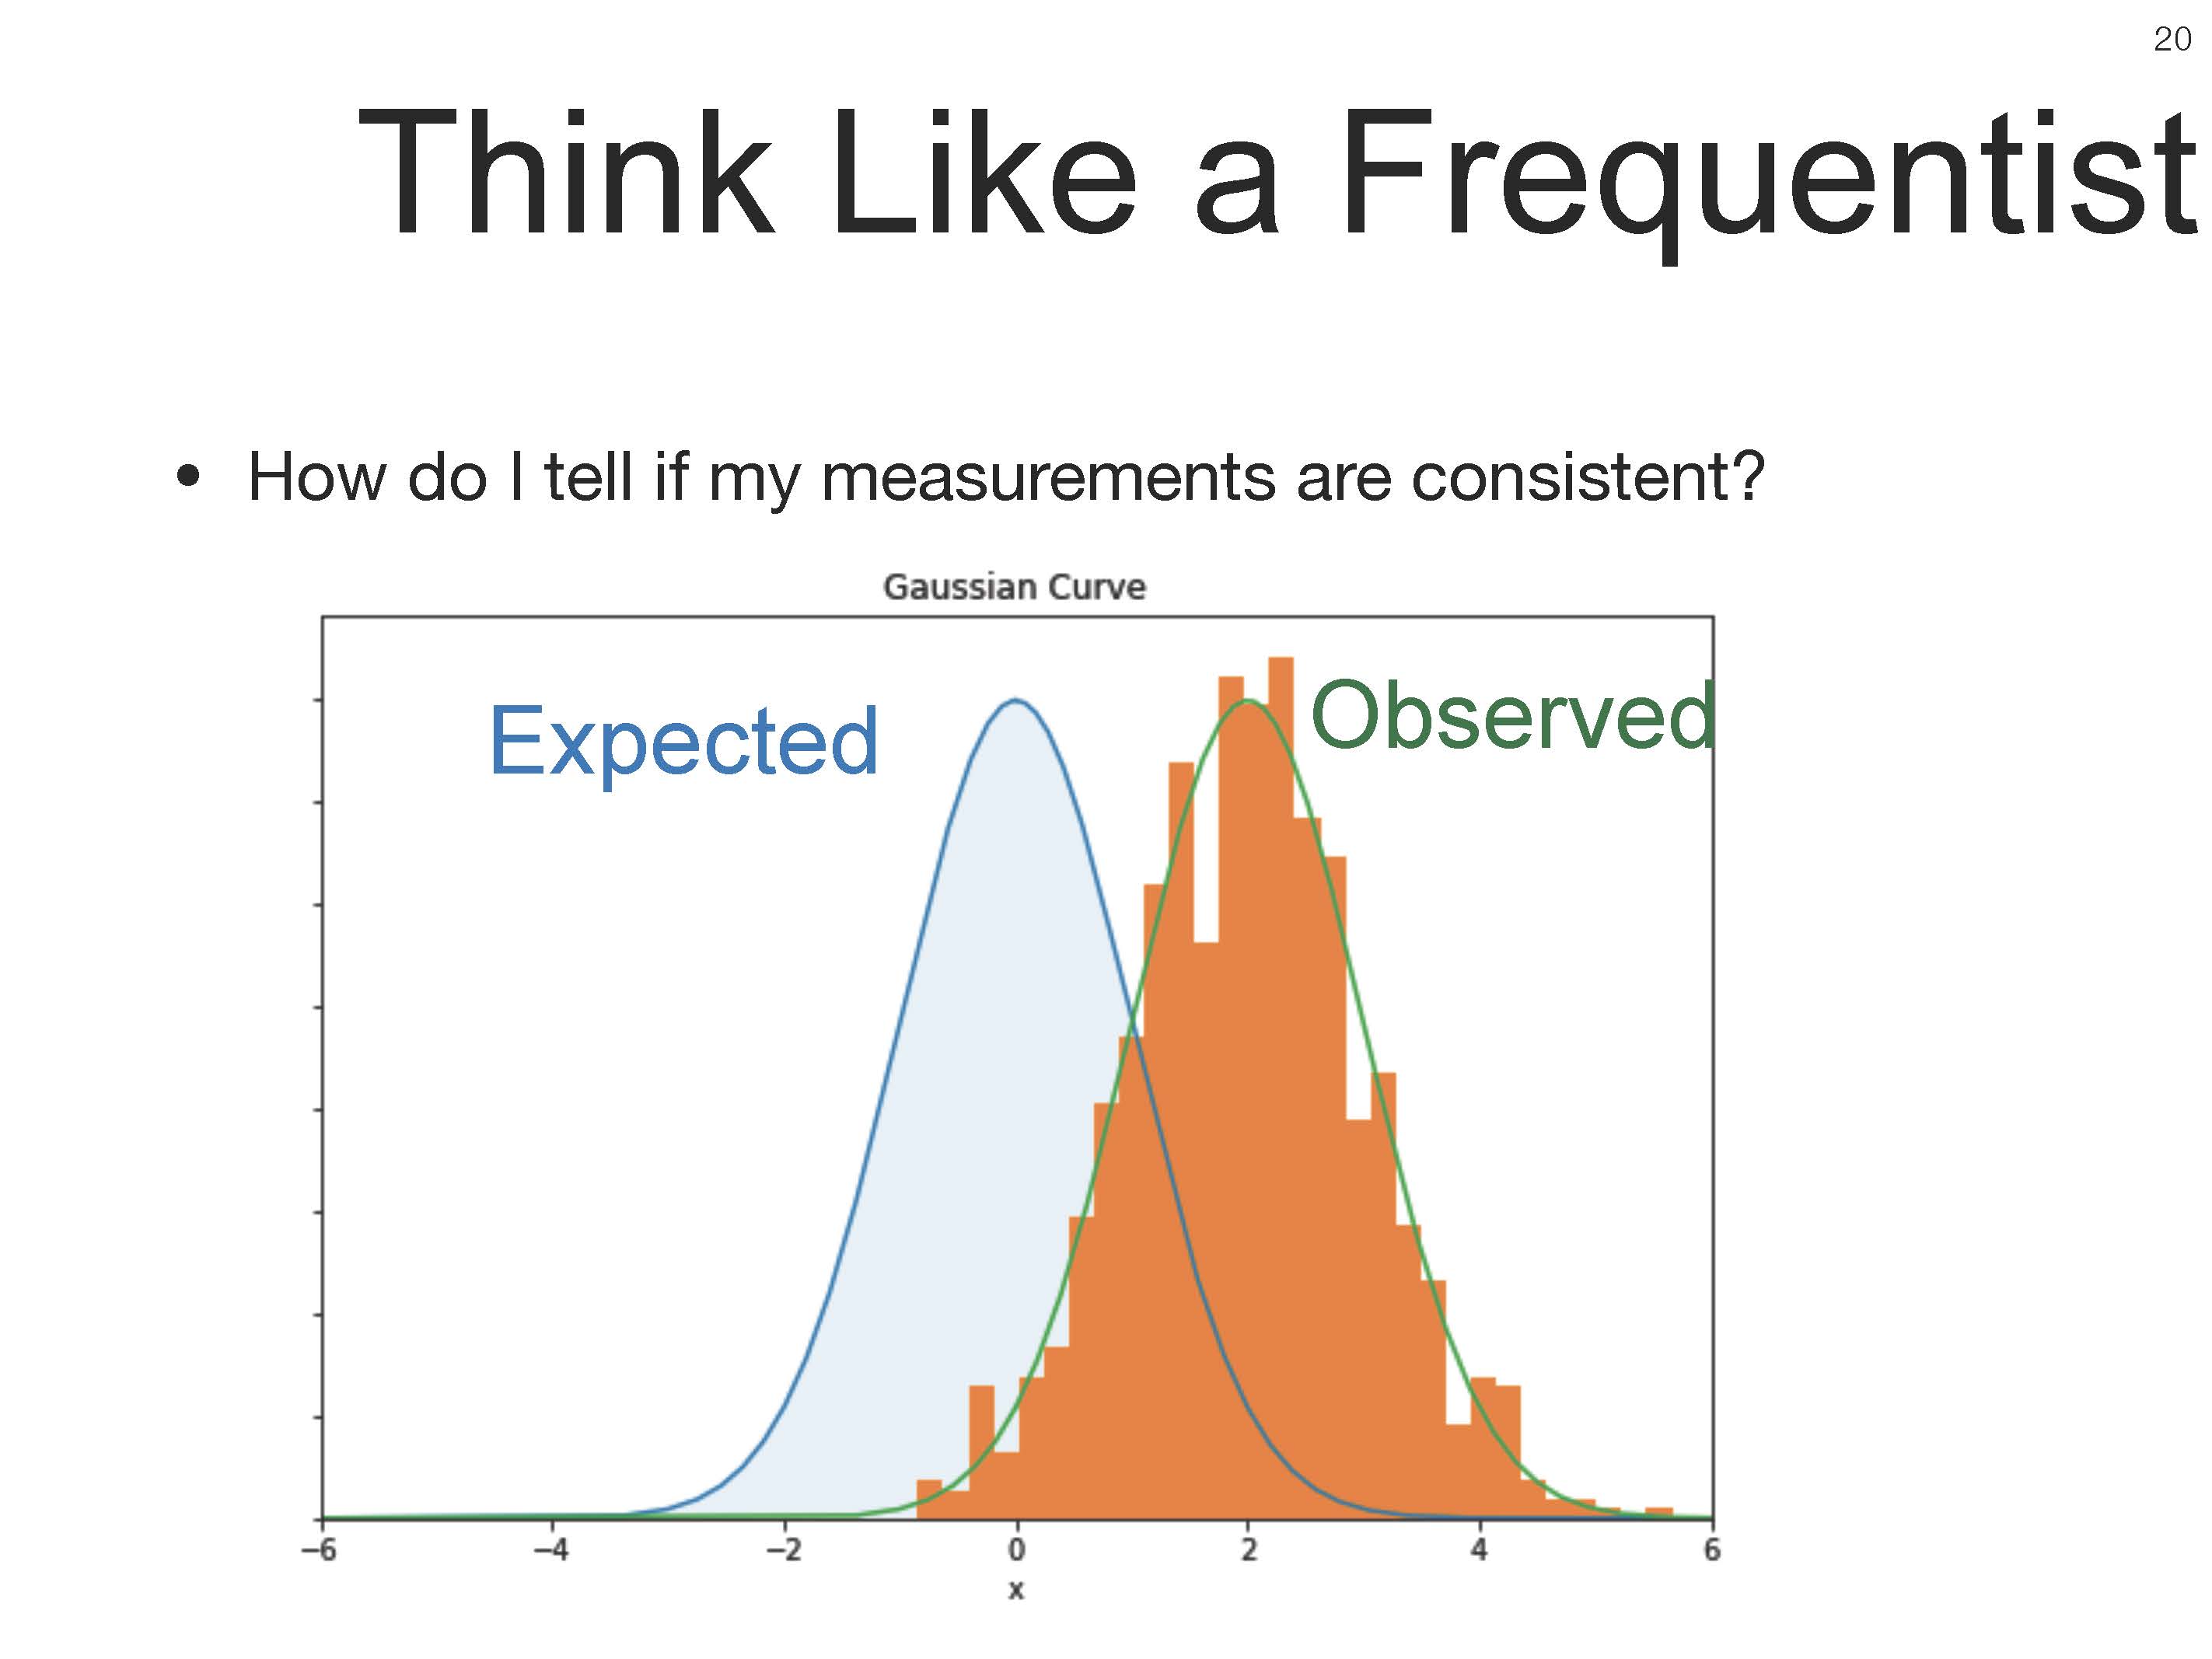 20
Think Like a Frequentist
• How do I tell if my measurements are consistent?
Gaussian Curve
Expected
Observed
−6 −4 −2 0 2 4 6
x